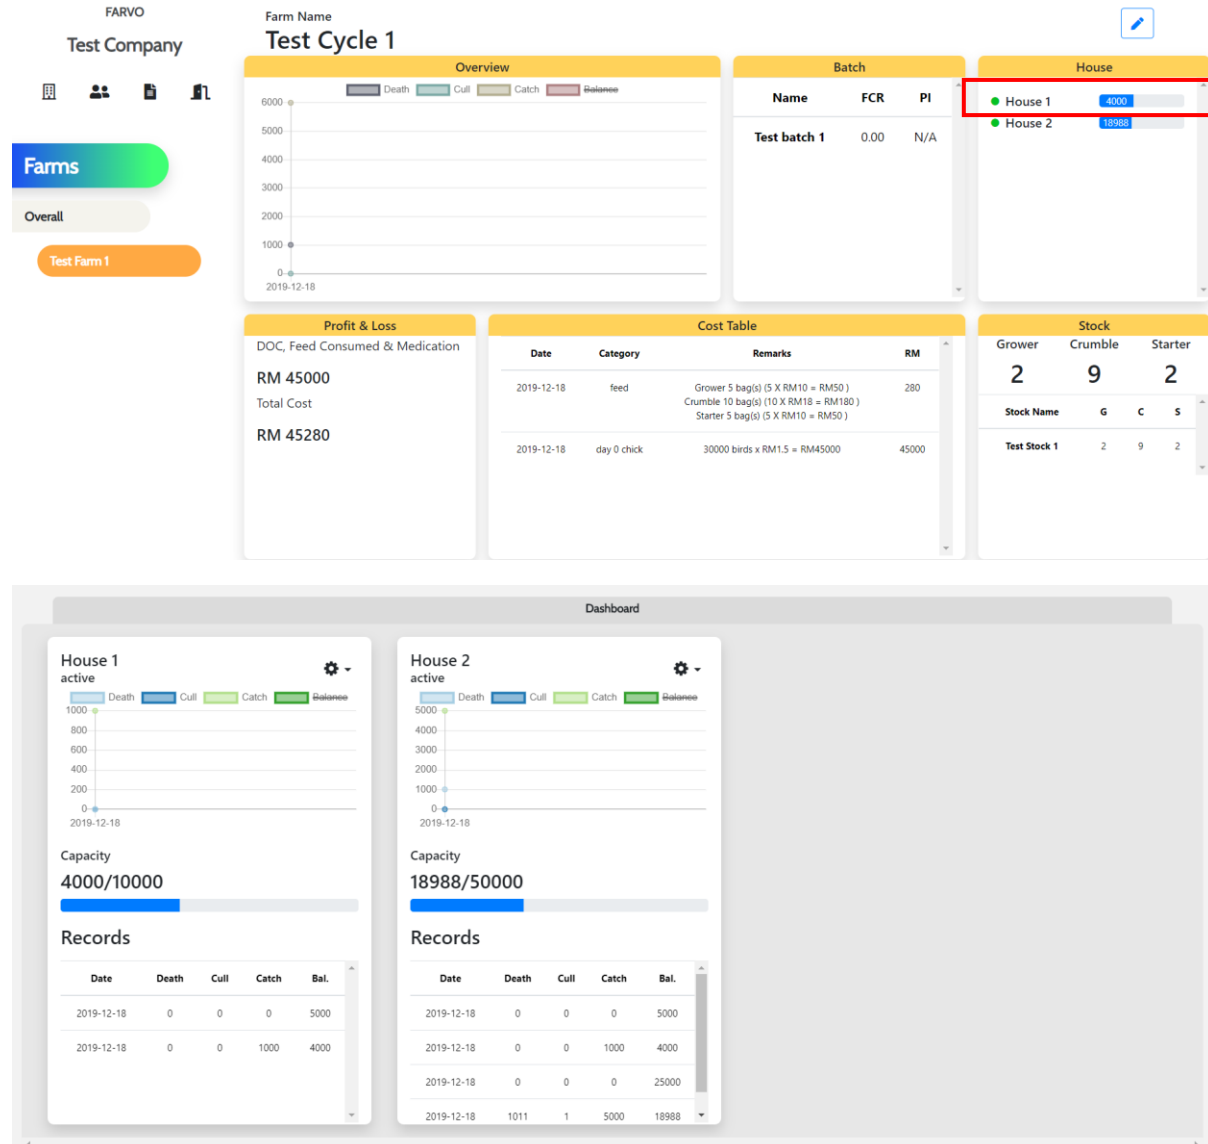 FARVO
Test Company
Farms
Overall
Test Farm 1
Farm Name
Test Cycle 1
Overview
Death Cull Catch Balance
6000
5000
4000
3000
2000
1000
0
2019-12-18
Batch
Name FCR PI
Test batch 1 0.00 N/A
House
House 1 4000
House 2 18988
Profit & Loss
DOC, Feed Consumed & Medication
RM 45000
Total Cost
RM 45280
Cost Table
Date Category Remarks RM
2019-12-18 feed Grower 5 bag(s) (5 X RM10 = RM50 ) 280
Crumble 10 bag(s) (10 X RM18 = RM180 )
Starter 5 bag(s) (5 X RM10 = RM50 )
2019-12-18 day 0 chick 30000 birds x RM1.5 = RM45000 45000
Stock
Grower Crumble Starter
2 9 2
Stock Name G C S
Test Stock 1 2 9 2
Dashboard
House 1
active
Death Cull Catch Balance
1000
800
600
400
200
0
2019-12-18
Capacity
4000/10000
Records
Date Death Cull Catch Bal.
2019-12-18 0 0 0 5000
2019-12-18 0 0 1000 4000
House 2
active
Death Cull Catch Balance
5000
4000
3000
2000
1000
0
2019-12-18
Capacity
18988/50000
Records
Date Death Cull Catch Bal.
2019-12-18 0 0 0 5000
2019-12-18 0 0 1000 4000
2019-12-18 0 0 0 25000
2019-12-18 1011 1 5000 18988